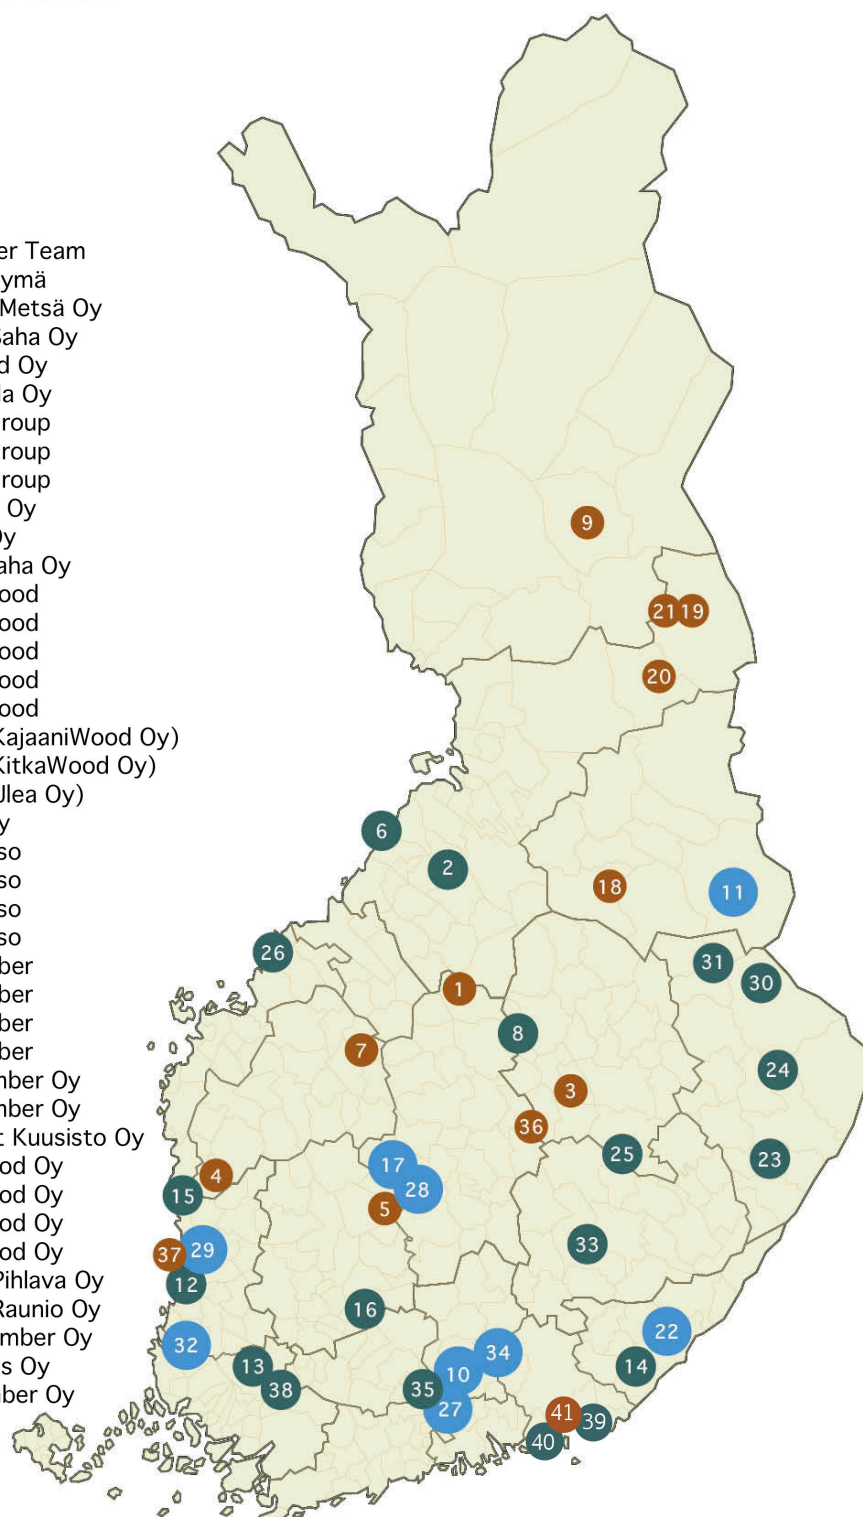 er Team
ymä
Metsä Oy
Saha Oy
d Oy
la Oy
roup
roup
roup
Oy
Oy
aha Oy
ood
ood
ood
ood
ood
KajaaniWood Oy)
KitkaWood Oy)
Ulea Oy)
y
so
so
so
so
ber
ber
ber
ber
mber Oy
mber Oy
t Kuusisto Oy
od Oy
od Oy
od Oy
od Oy
Pihlava Oy
Raunio Oy
mber Oy
s Oy
ber Oy
9
21 19
20
6
2
18
11
26
31
30
1
8
7
24
3
36
25
17
23
4
28
15
5
33
37
29
12
16
22
32
34
13
14
10
38
35
27
41
39
40